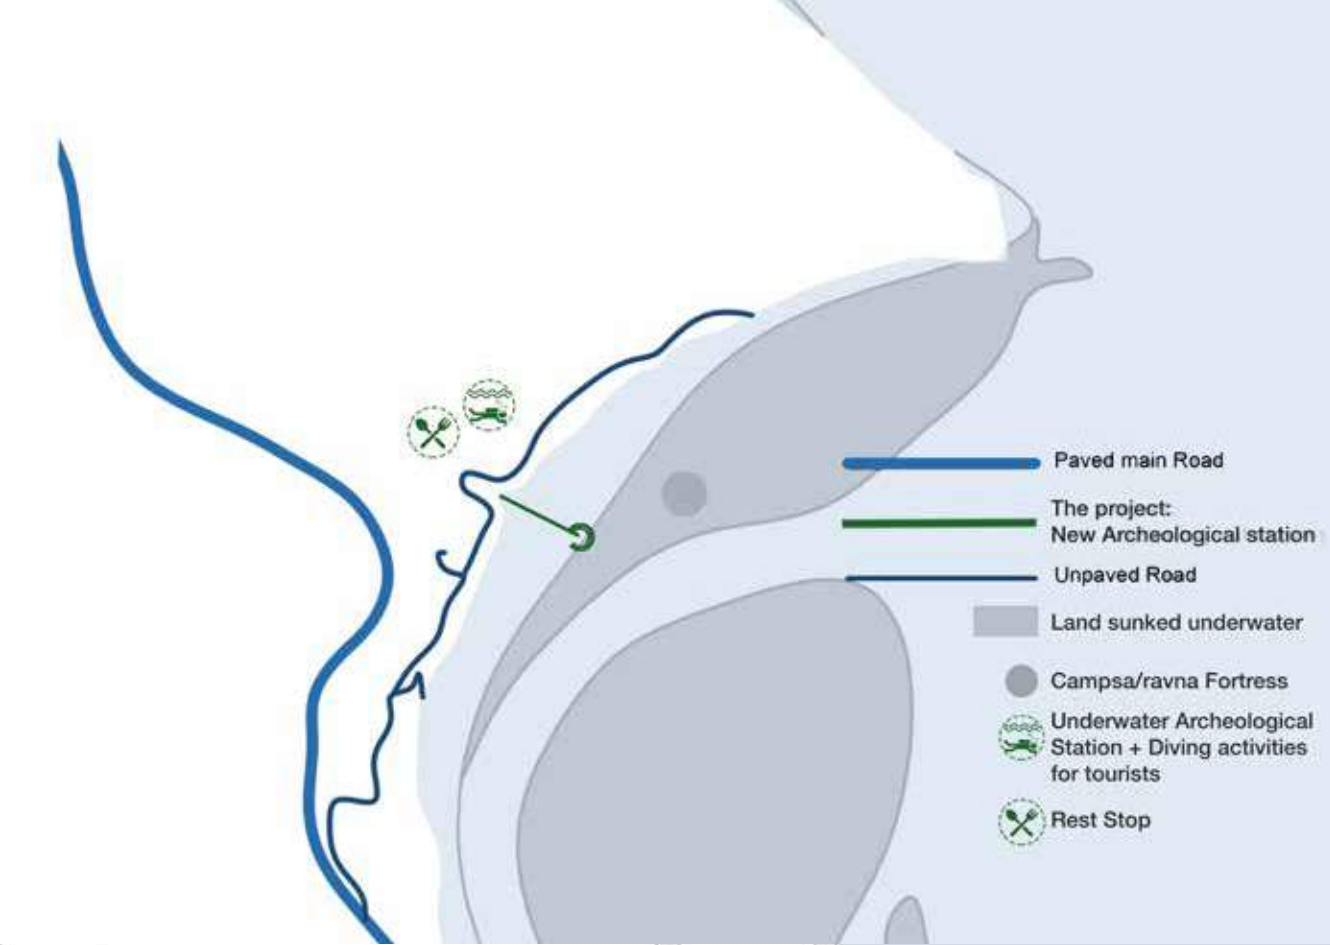 Paved main Road
The project:
New Archeological station
Unpaved Road
Land sunked underwater
Campsa/ravna Fortress
Underwater Archeological
Station + Diving activities
for tourists
Rest Stop